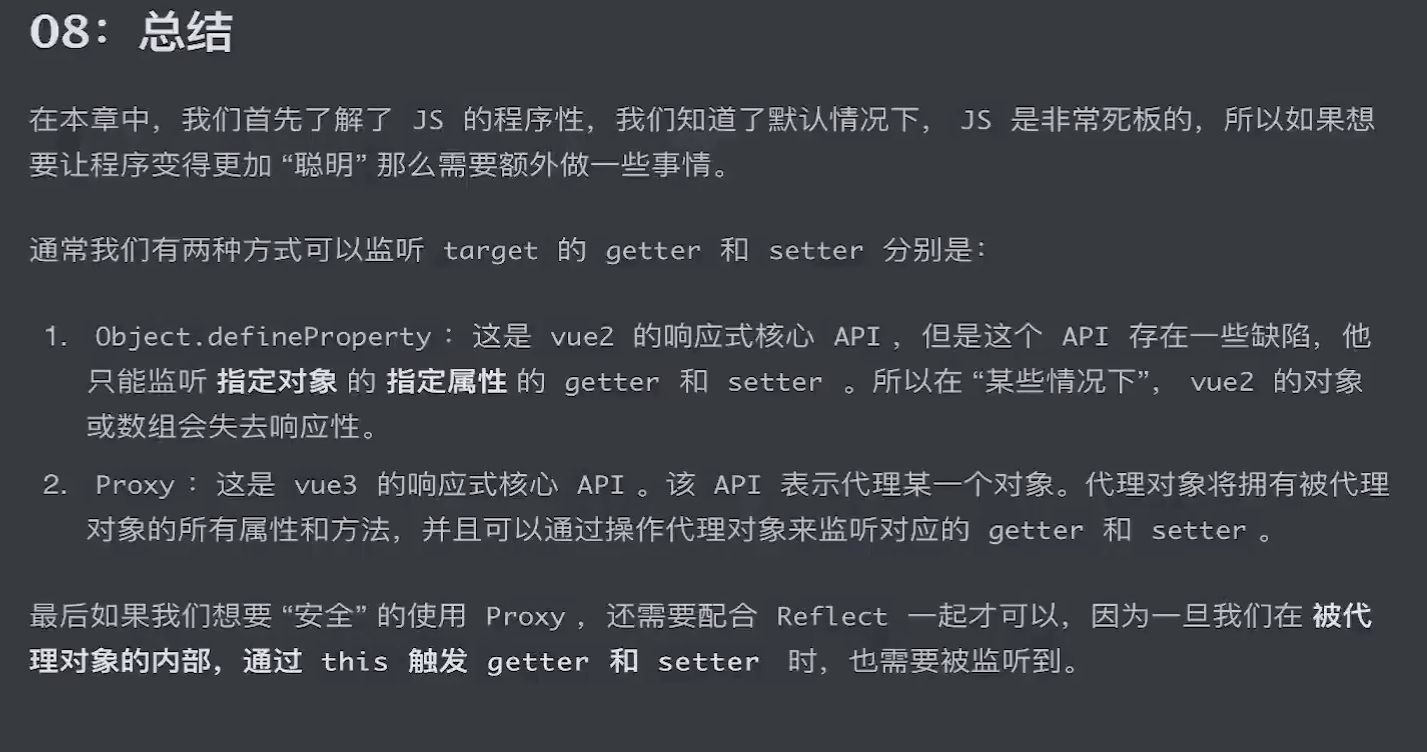 08：总结
在本章中，我们首先了解了 JS 的程序性，我们知道了默认情况下， JS 是非常死板的，所以如果想
要让程序变得更加 “聪明” 那么需要额外做一些事情。
通常我们有两种方式可以监听 target 的 getter 和 setter 分别是：
1. Object.defineProperty ：这是 vue2 的响应式核心 API ，但是这个 API 存在一些缺陷，他
只能监听 指定对象 的 指定属性 的 getter 和 setter 。所以在 “某些情况下”， vue2 的对象
或数组会失去响应性。
2. Proxy ：这是 vue3 的响应式核心 API 。该 API 表示代理某一个对象。代理对象将拥有被代理
对象的所有属性和方法，并且可以通过操作代理对象来监听对应的 getter 和 setter 。
最后如果我们想要 “安全” 的使用 Proxy ，还需要配合 Reflect 一起才可以，因为一旦我们在 被代
理对象的内部，通过 this 触发 getter 和 setter 时，也需要被监听到。